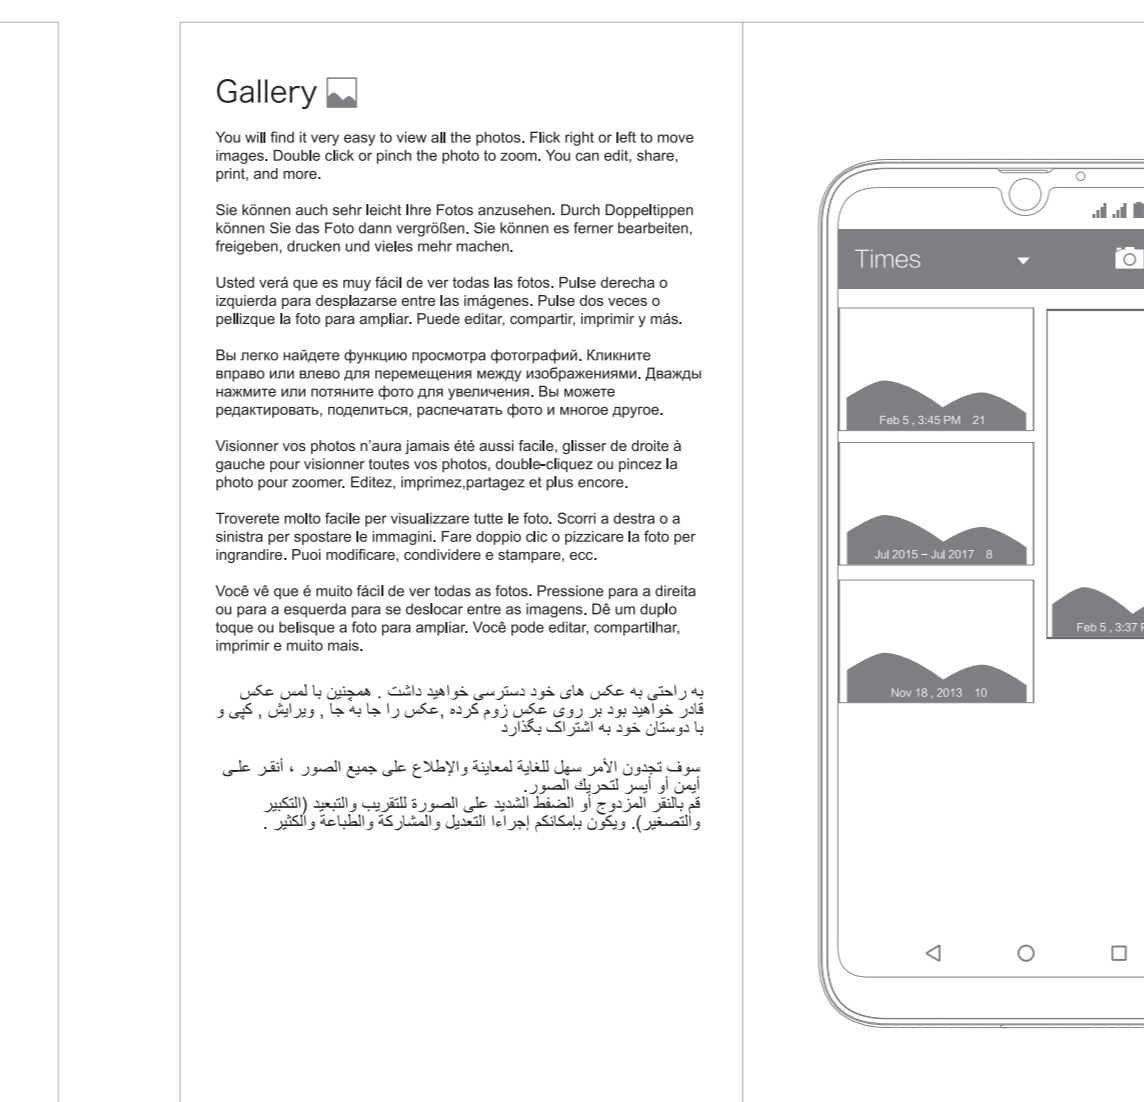 Gallery
You will find it very easy to view all the photos. Flick right or left to move
images. Double click or pinch the photo to zoom. You can edit, share,
print, and more.
Sie können auch sehr leicht Ihre Fotos anzusehen. Durch Doppeltippen
können Sie das Foto dann vergrößen. Sie können es ferner bearbeiten,
freigeben, drucken und vieles mehr machen.
Usted verá que es muy fácil de ver todas las fotos. Pulse derecha o
izquierda para desplazarse entre las imágenes. Pulse dos veces o
pellizque la foto para ampliar. Puede editar, compartir, imprimir y más.
Вы легко найдете функцию просмотра фотографий. Кликните
вправо или влево для перемещения между изображениями. Дважды
нажмите или потяните фото для увеличения. Вы можете
редактировать, поделиться, распечатать фото и многое другое.
Visionner vos photos n'aura jamais été aussi facile, glisser de droite à
gauche pour visionner toutes vos photos, double-cliquez ou pincez la
photo pour zoomer. Editez, imprimez,partagez et plus encore.
Troverete molto facile per visualizzare tutte le foto. Scorri a destra o a
sinistra per spostare le immagini. Fare doppio clic o pizzicare la foto per
ingrandire. Puoi modificare, condividere e stampare, ecc.
Você vê que é muito fácil de ver todas as fotos. Pressione para a direita
ou para a esquerda para se deslocar entre as imagens. Dê um duplo
toque ou belisque a foto para ampliar. Você pode editar, compartilhar,
imprimir e muito mais.
به راحتی به عکس های خود دسترسی خواهید داشت . همچنین با لمس عکس
قادر خواهید بود بر روی عکس زوم کرده ,عکس را جا به جا , ویرایش , کپی و
با دوستان خود به اشتراک بگذارد
سوف تجدون الأمر سهل للغاية لمعاينة والإطلاع على جميع الصور ، أنقر على
أيمن أو أيسر لتحريك الصور.
قم بالنقر المزدوج أو الضغط الشديد على الصورة للتقريب والتبعيد (التكبير
والتصغير). ويكون بإمكانكم إجراءا التعديل والمشاركة والطباعة والكثير .
Times
Feb 5 , 3:45 PM 21
Jul 2015 – Jul 2017 8
Feb 5 , 3:37
Nov 18 , 2013 10